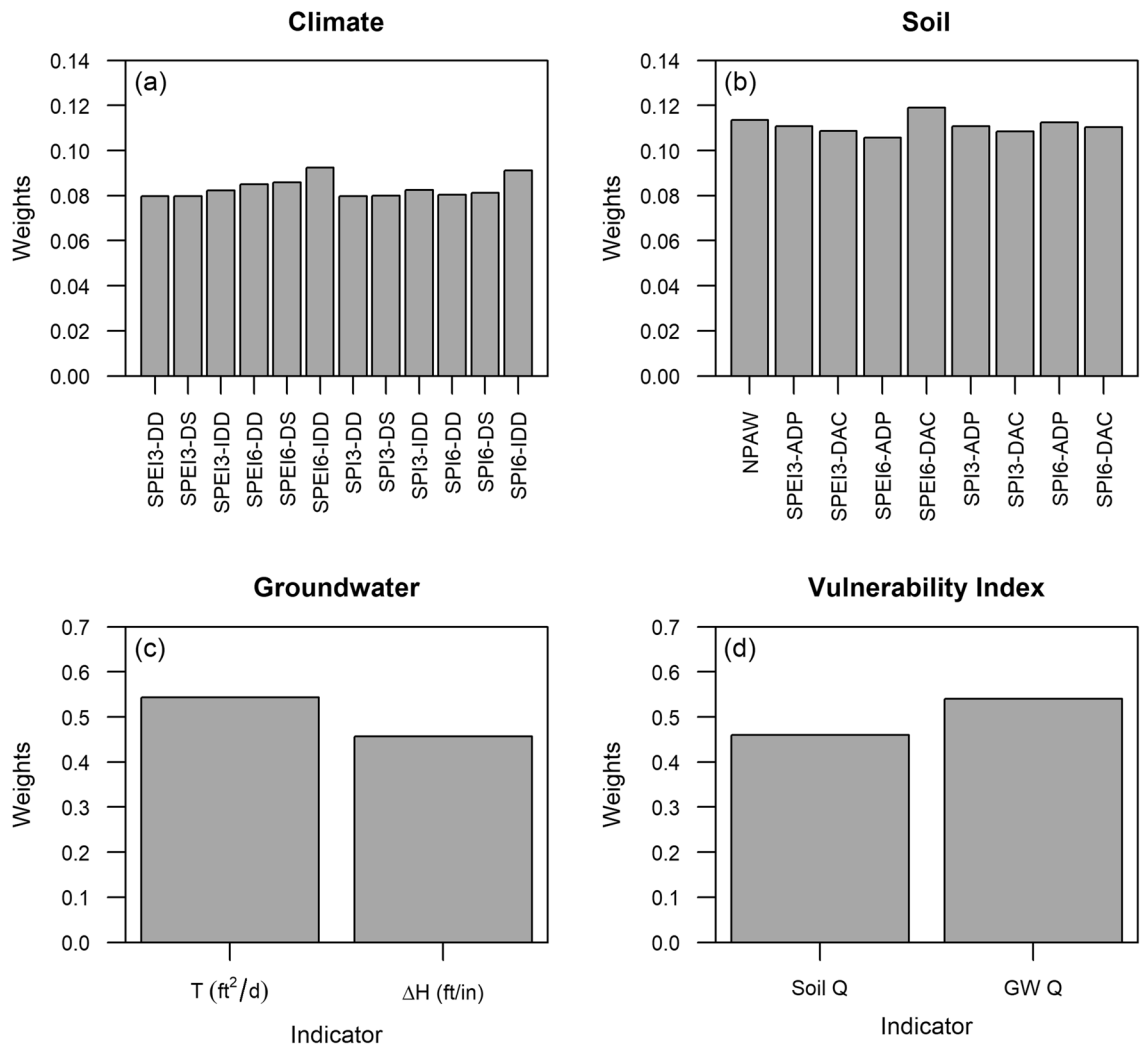 Climate
(a)
Weights
0.14
0.12
0.10
0.08
0.06
0.04
0.02
0.00
SPEI3-DD
SPEI3-DS
SPEI3-IDD
SPEI6-DD
SPEI6-DS
SPEI6-IDD
SPI3-DD
SPI3-DS
SPI3-IDD
SPI6-DD
SPI6-DS
SPI6-IDD
Soil
(b)
Weights
0.14
0.12
0.10
0.08
0.06
0.04
0.02
0.00
NPAW
SPEI3-ADP
SPEI3-DAC
SPEI6-ADP
SPEI6-DAC
SPI3-ADP
SPI3-DAC
SPI6-ADP
SPI6-DAC
Groundwater
(c)
Weights
0.7
0.6
0.5
0.4
0.3
0.2
0.1
0.0
T (ft²/d)
ΔH (ft/in)
Indicator
Vulnerability Index
(d)
Weights
0.7
0.6
0.5
0.4
0.3
0.2
0.1
0.0
Soil Q
GW Q
Indicator